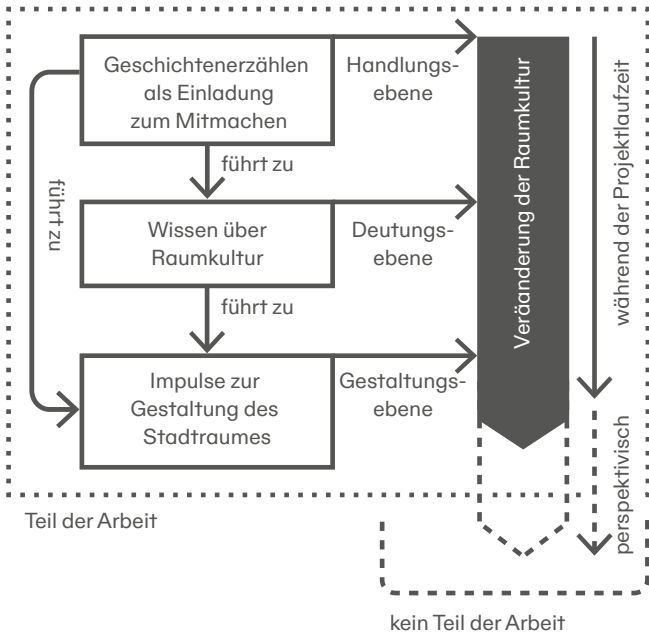 Geschichtenerzählen
als Einladung
zum Mitmachen
Handlungs-
ebene
führt zu
führt zu
Wissen über
Raumkultur
Deutungs-
ebene
führt zu
Impulse zur
Gestaltung des
Stadtraumes
Gestaltungs-
ebene
Veräanderung der Raumkultur
während der Projektlaufzeit
perspektivisch
Teil der Arbeit
kein Teil der Arbeit